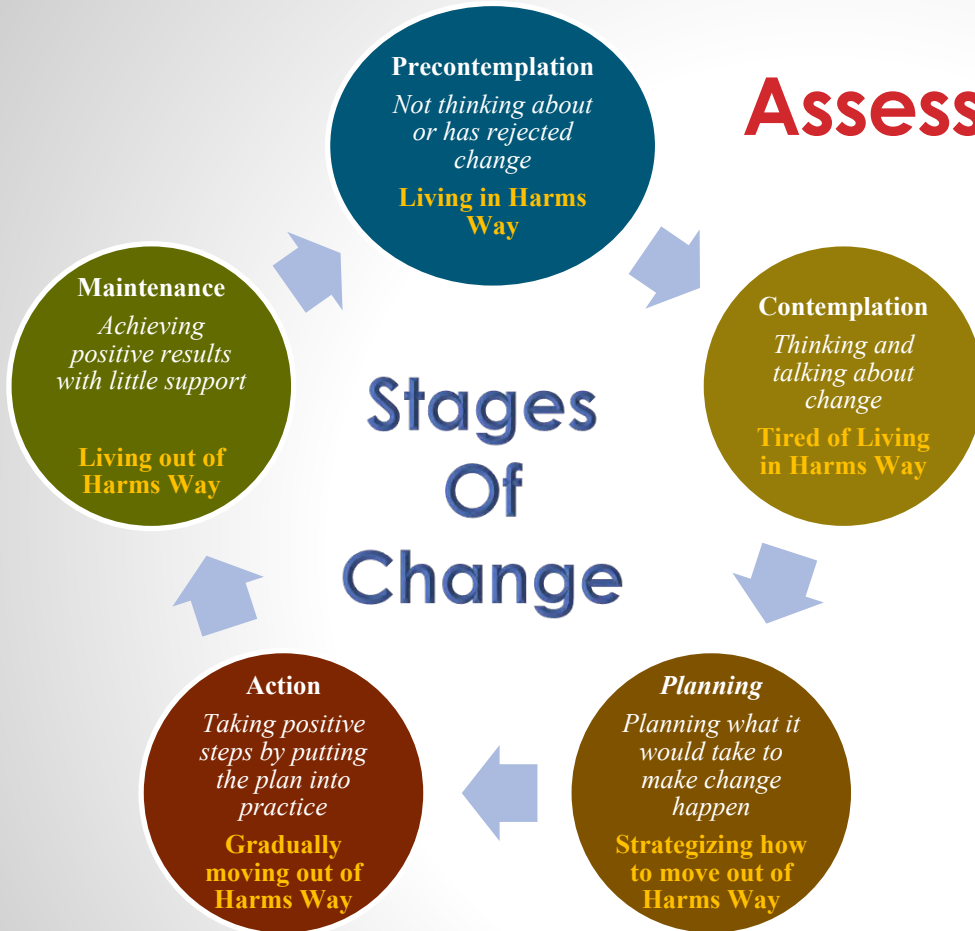 Assess
Precontemplation
Not thinking about
or has rejected
change
Living in Harms
Way
Contemplation
Thinking and
talking about
change
Tired of Living
in Harms Way
Planning
Planning what it
would take to
make change
happen
Strategizing how
to move out of
Harms Way
Action
Taking positive
steps by putting
the plan into
practice
Gradually
moving out of
Harms Way
Maintenance
Achieving
positive results
with little support
Living out of
Harms Way
Stages
Of
Change